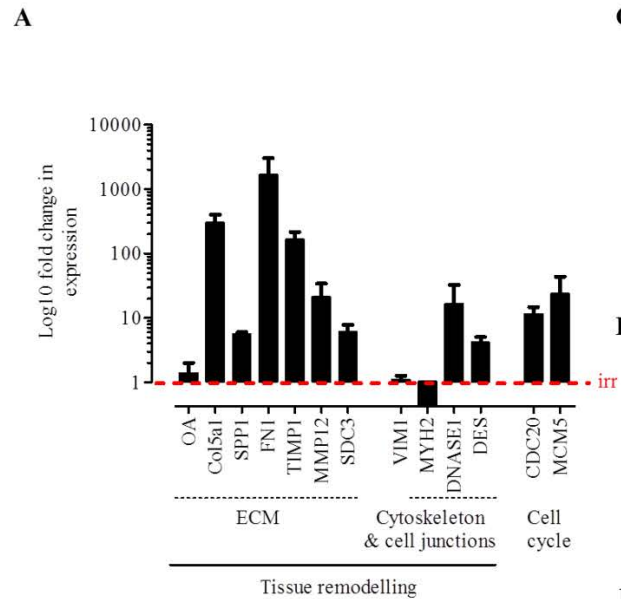 A
Log10 fold change in
expression
10000
1000
100
10
1
irr
OA
Col5a1
SPP1
FN1
TIMP1
MMP12
SDC3
VIM1
MYH2
DNASE1
DES
CDC20
MCM5
ECM
Cytoskeleton
& cell junctions
Cell
cycle
Tissue remodelling